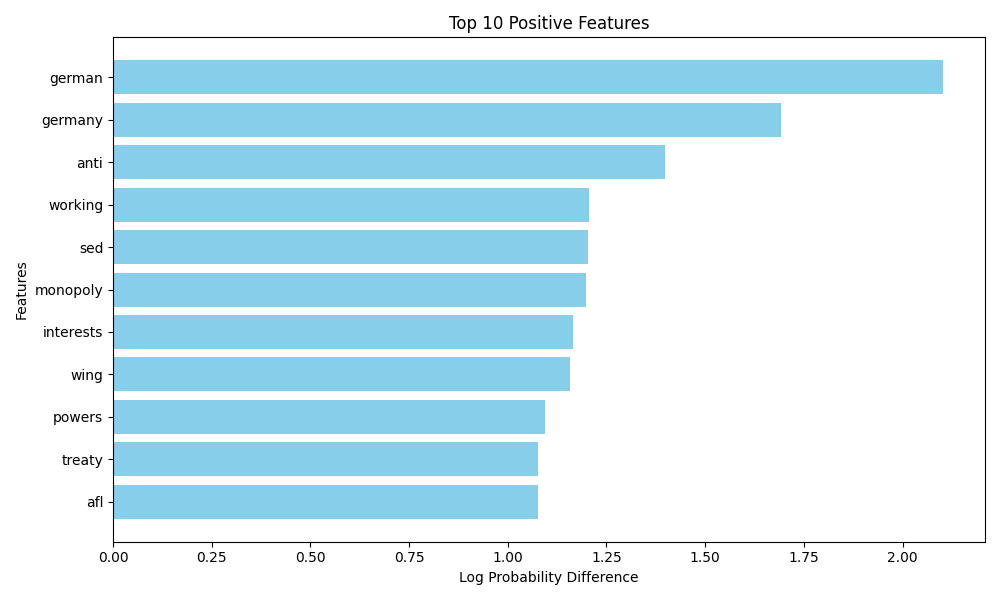 Top 10 Positive Features
german
germany
anti
working
sed
monopoly
interests
wing
powers
treaty
afl
Features
0.00 0.25 0.50 0.75 1.00 1.25 1.50 1.75 2.00
Log Probability Difference